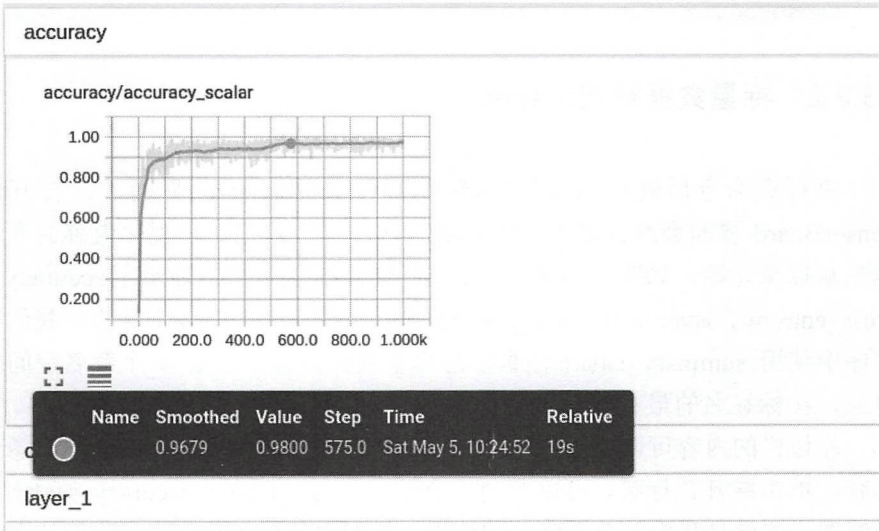 accuracy
accuracy/accuracy_scalar
1.00
0.800
0.600
0.400
0.200
0.000 200.0 400.0 600.0 800.0 1.000k
Name Smoothed Value Step Time Relative
. 0.9679 0.9800 575.0 Sat May 5, 10:24:52 19s
layer_1